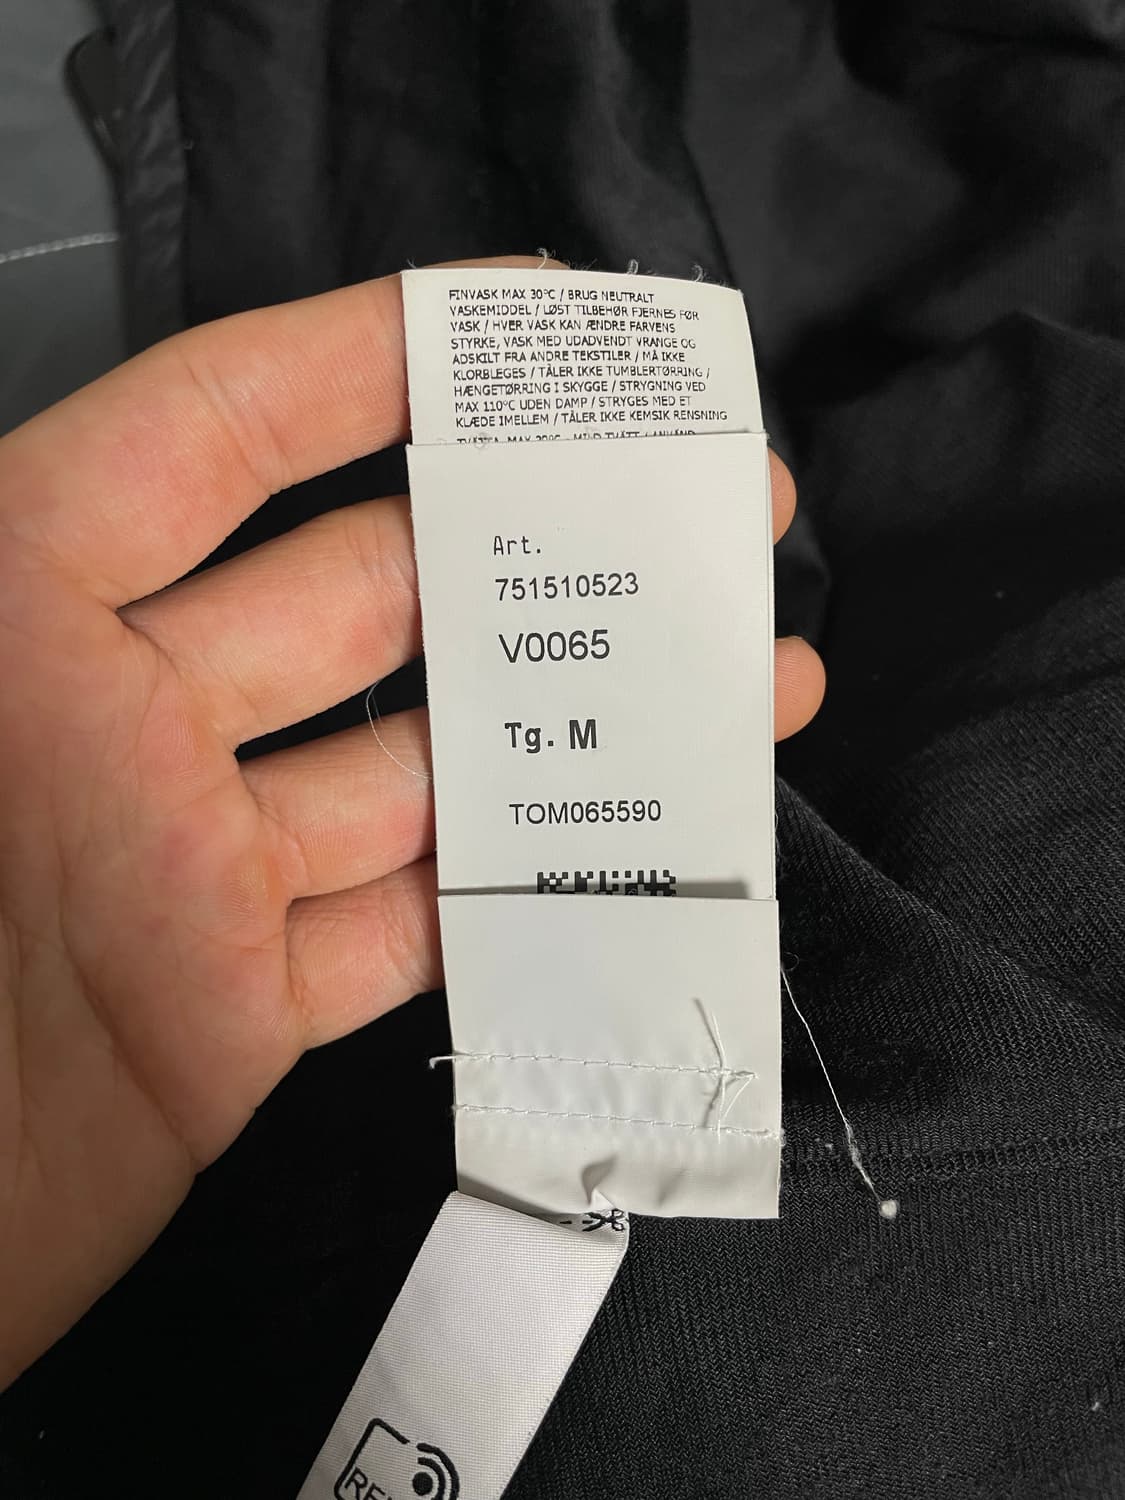 FINVASK MAX 30°C / BRUG NEUTRALT
VASKEMIDDEL / LØST TILBEHØR FJERNES FØR
VASK / HVER VASK KAN ÆNDRE FARVENS
STYRKE, VASK MED UDADVENDT VRANGE OG
ADSKILT FRA ANDRE TEKSTILER / MÅ IKKE
KLORBLEGES / TÅLER IKKE TUMBLERTØRRING /
HÆNGETØRRING I SKYGGE / STRYGNING VED
MAX 110°C UDEN DAMP / STRYGES MED ET
KLÆDE IMELLEM / TÅLER IKKE KEMSIK RENSNING
Art.
751510523
V0065
Tg. M
TOM065590